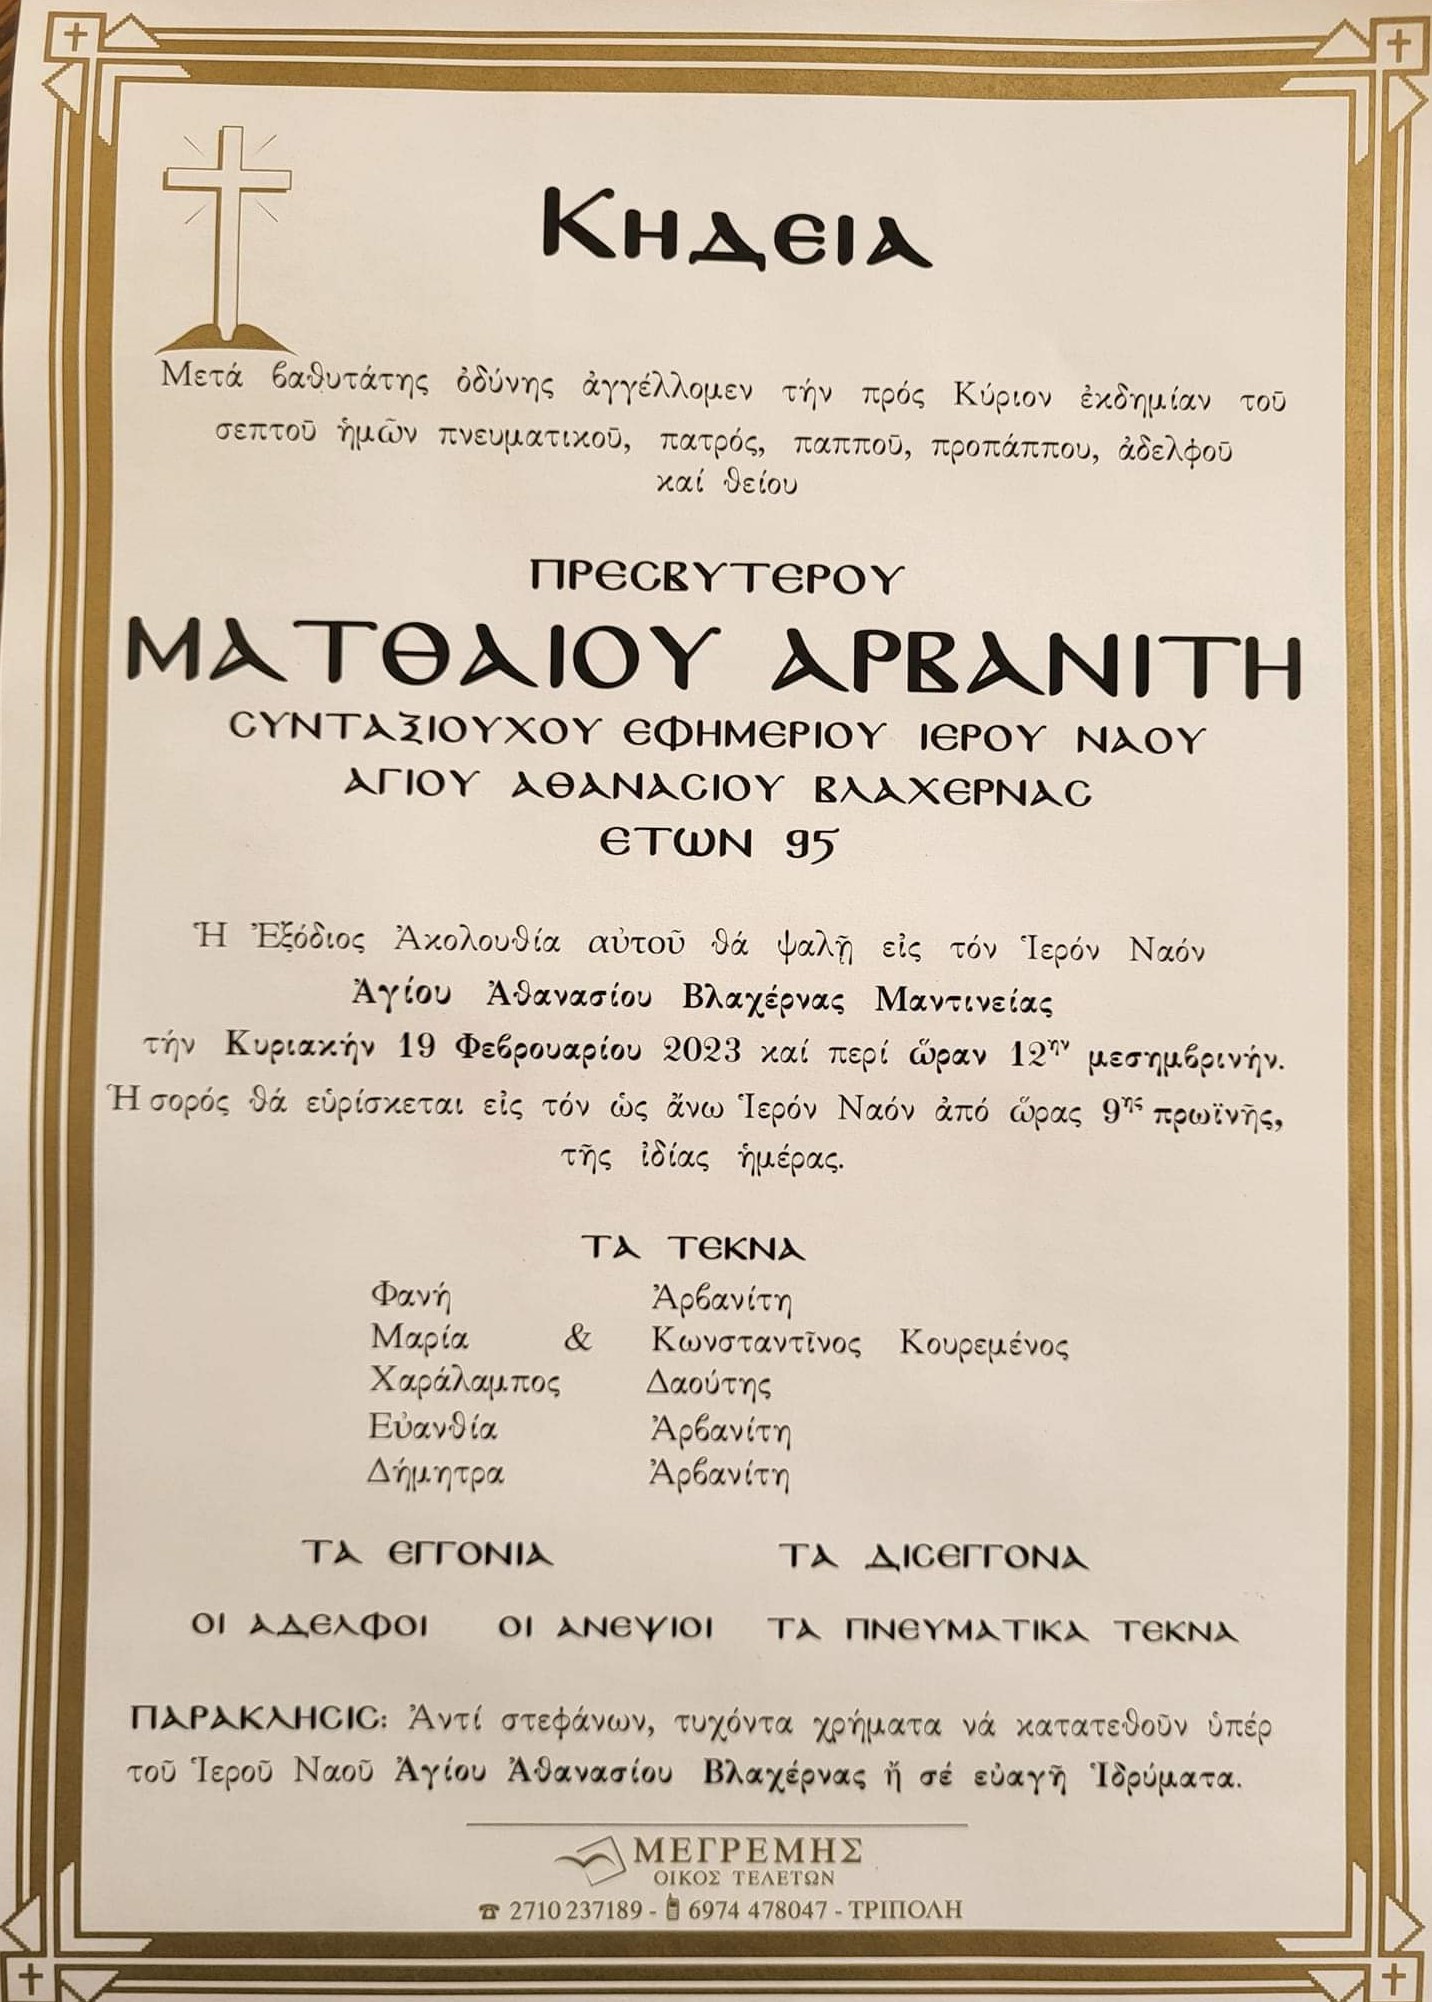 ΚΗΔΕΙΑ
Μετά βαθυτάτης ὀδύνης ἀγγέλλομεν τήν πρός Κύριον ἐκδημίαν τοῦ
σεπτοῦ ἡμῶν πνευματικοῦ, πατρός, παπποῦ, προπάππου, ἀδελφοῦ
καί θείου
ΠΡΕΣΒΥΤΕΡΟΥ
ΜΑΤΘΑΙΟΥ ΑΡΒΑΝΙΤΗ
ΣΥΝΤΑΞΙΟΥΧΟΥ ΕΦΗΜΕΡΙΟΥ ΙΕΡΟΥ ΝΑΟΥ
ΑΓΙΟΥ ΑΘΑΝΑΣΙΟΥ ΒΛΑΧΕΡΝΑΣ
ΕΤΩΝ 95
Ἡ Ἐξόδιος Ἀκολουθία αὐτοῦ θά ψαλῇ εἰς τόν Ἱερόν Ναόν
Ἁγίου Ἀθανασίου Βλαχέρνας Μαντινείας
τήν Κυριακήν 19 Φεβρουαρίου 2023 καί περί ὥραν 12ην μεσημβρινήν.
Ἡ σορός θά εὑρίσκεται εἰς τόν ὡς ἄνω Ἱερόν Ναόν ἀπό ὥρας 9ης πρωϊνῆς,
τῆς ἰδίας ἡμέρας.
ΤΑ ΤΕΚΝΑ
Φανή Ἀρβανίτη
Μαρία & Κωνσταντῖνος Κουρεμένος
Χαράλαμπος Δαούτης
Εὐανθία Ἀρβανίτη
Δήμητρα Ἀρβανίτη
ΤΑ ΕΓΓΟΝΙΑ ΤΑ ΔΙΣΕΓΓΟΝΑ
ΟΙ ΑΔΕΛΦΟΙ ΟΙ ΑΝΕΨΙΟΙ ΤΑ ΠΝΕΥΜΑΤΙΚΑ ΤΕΚΝΑ
ΠΑΡΑΚΛΗΣΙΣ: Ἀντί στεφάνων, τυχόντα χρήματα νά κατατεθοῦν ὑπέρ
τοῦ Ἱεροῦ Ναοῦ Ἁγίου Ἀθανασίου Βλαχέρνας ἤ σέ εὐαγῆ Ἱδρύματα.
ΜΕΓΡΕΜΗΣ
ΟΙΚΟΣ ΤΕΛΕΤΩΝ
☎ 2710 237189 - 6974 478047 - ΤΡΙΠΟΛΗ